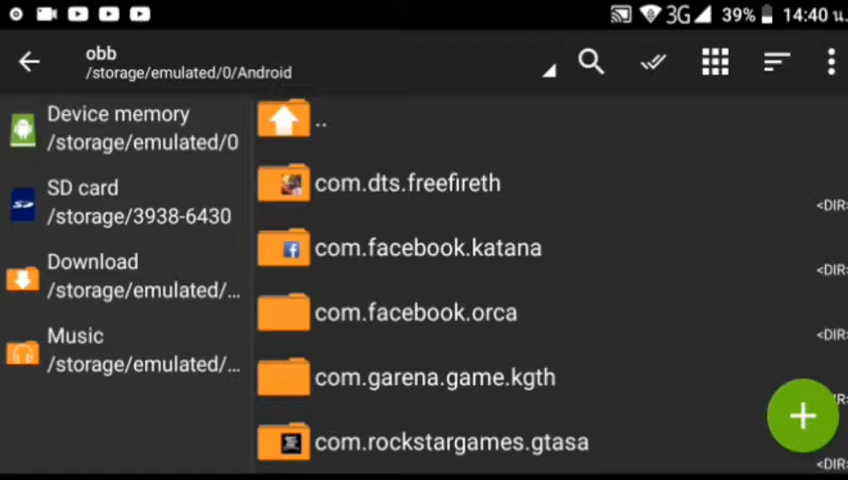 3G 39% 14:40 น.
obb
/storage/emulated/0/Android
Device memory
/storage/emulated/0
SD card
/storage/3938-6430
Download
/storage/emulated/...
Music
/storage/emulated/...
..
com.dts.freefireth
<DIR>
com.facebook.katana
<DIR>
com.facebook.orca
<DIR>
com.garena.game.kgth
com.rockstargames.gtasa
<DIR>